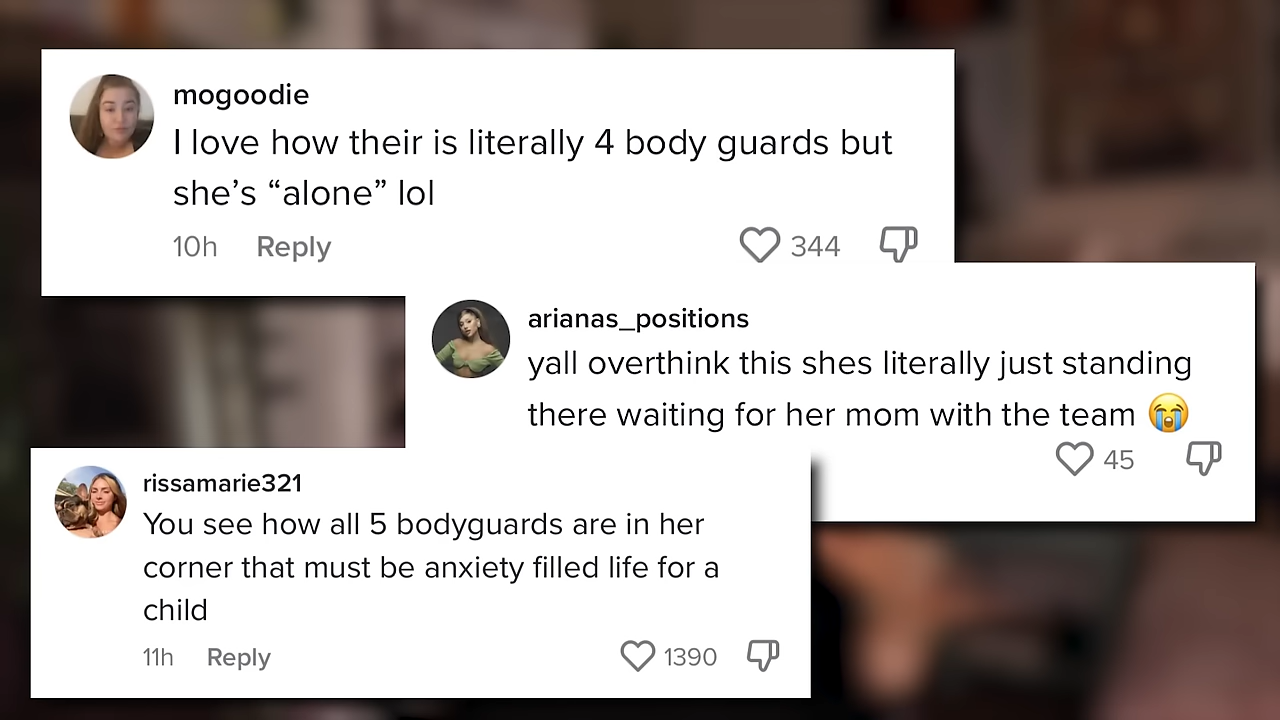 mogoodie
I love how their is literally 4 body guards but
she’s “alone” lol
10h Reply 344
arianas_positions
yall overthink this shes literally just standing
there waiting for her mom with the team 😭
45
rissamarie321
You see how all 5 bodyguards are in her
corner that must be anxiety filled life for a
child
11h Reply 1390